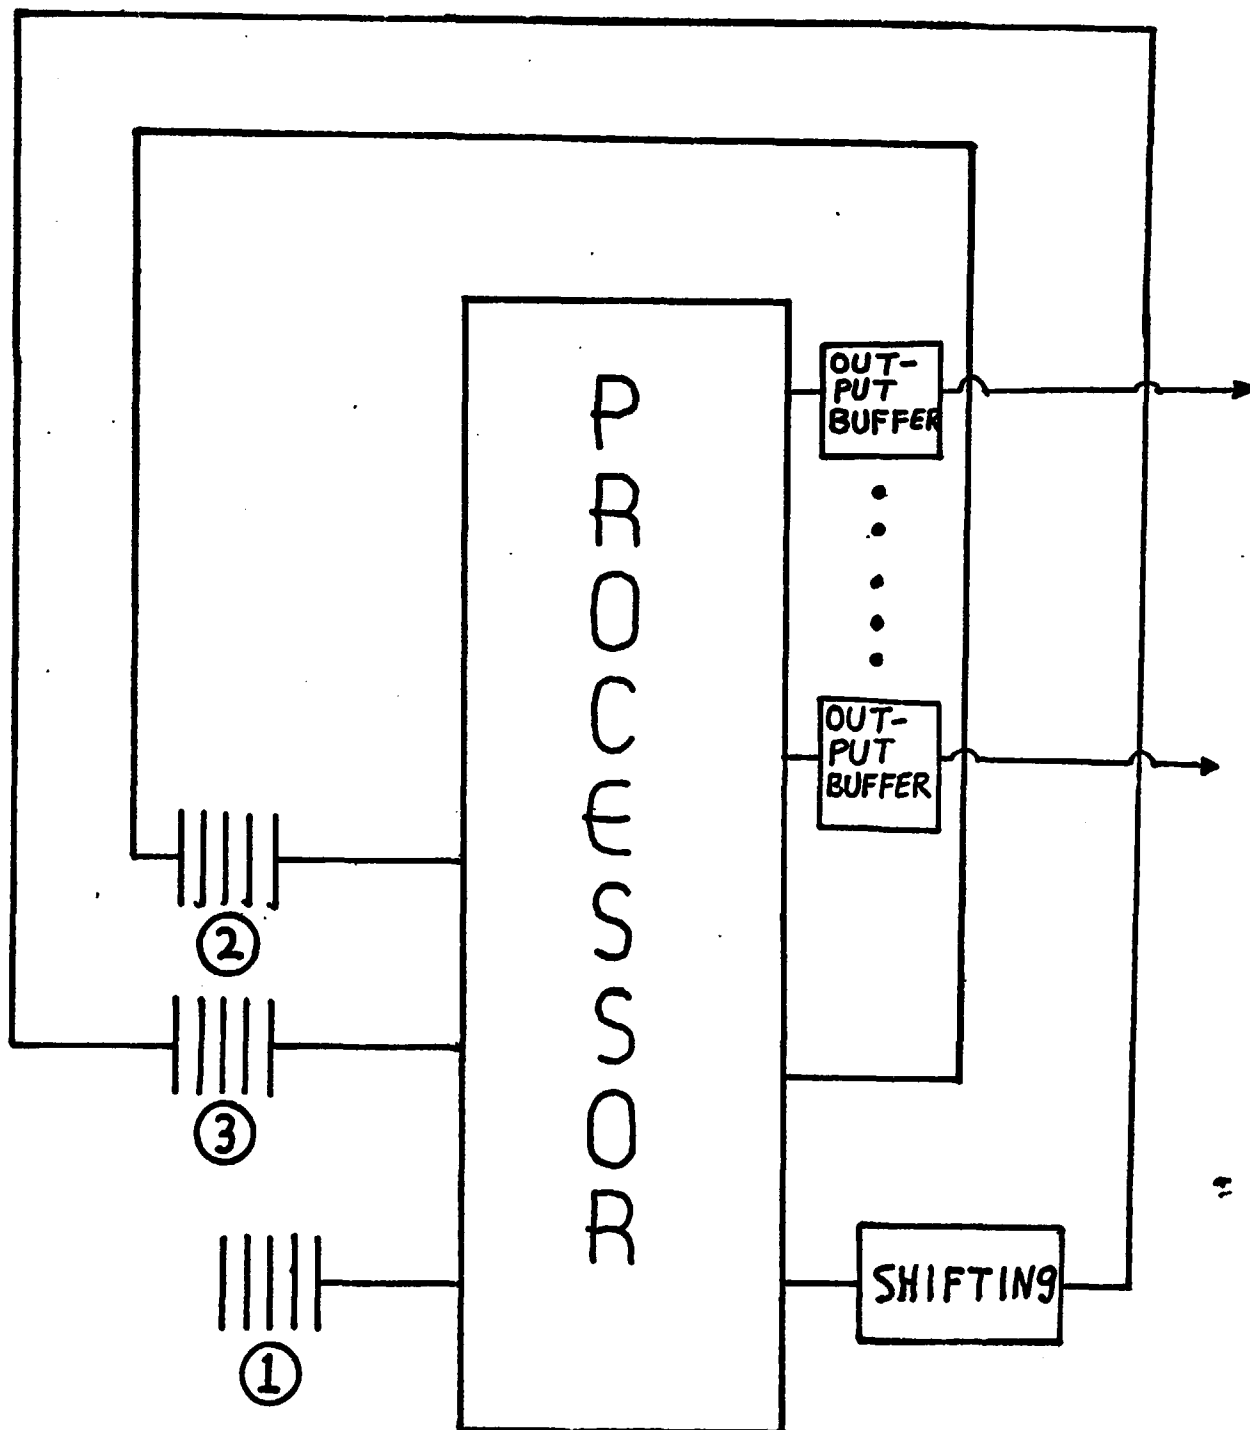 PROCESSOR
OUT-
PUT
BUFFER
OUT-
PUT
BUFFER
2
3
1
SHIFTING